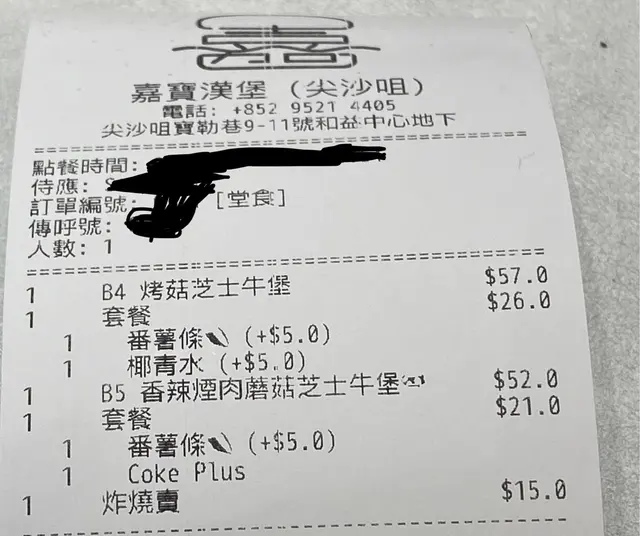 嘉寶漢堡 (尖沙咀)
電話: +852 9521 4405
尖沙咀寶勒巷9-11號和益中心地下
點餐時間:
侍應:
訂單編號: [堂食]
傳呼號:
人數: 1
1 B4 烤菇芝士牛堡 $57.0
1 套餐 $26.0
1 番薯條🍠 (+$5.0)
1 椰青水 (+$5.0)
1 B5 香辣煙肉蘑菇芝士牛堡 $52.0
1 套餐 $21.0
1 番薯條🍠 (+$5.0)
1 Coke Plus
1 炸燒賣 $15.0